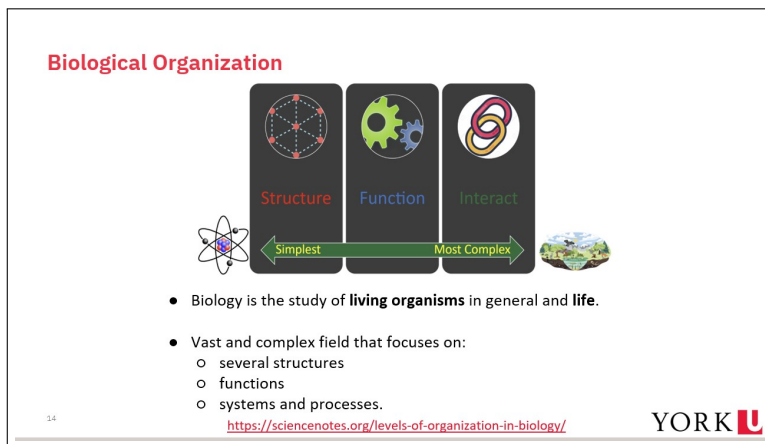 Biological Organization
Structure
Function
Interact
Simplest
Most Complex
● Biology is the study of living organisms in general and life.
● Vast and complex field that focuses on:
○ several structures
○ functions
○ systems and processes.
14
https://sciencenotes.org/levels-of-organization-in-biology/
YORK U